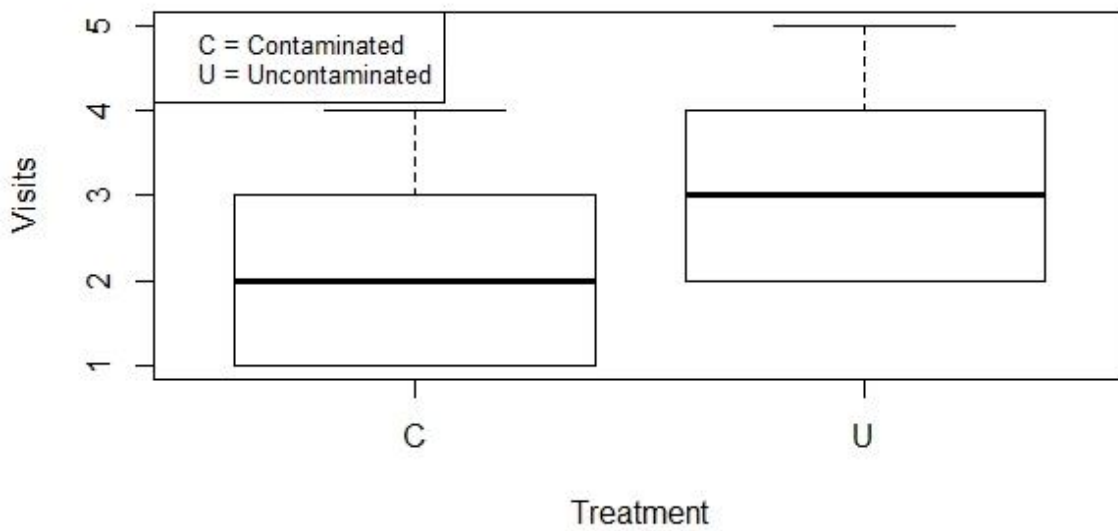 C = Contaminated
U = Uncontaminated
Visits
5
4
3
2
1
C U
Treatment